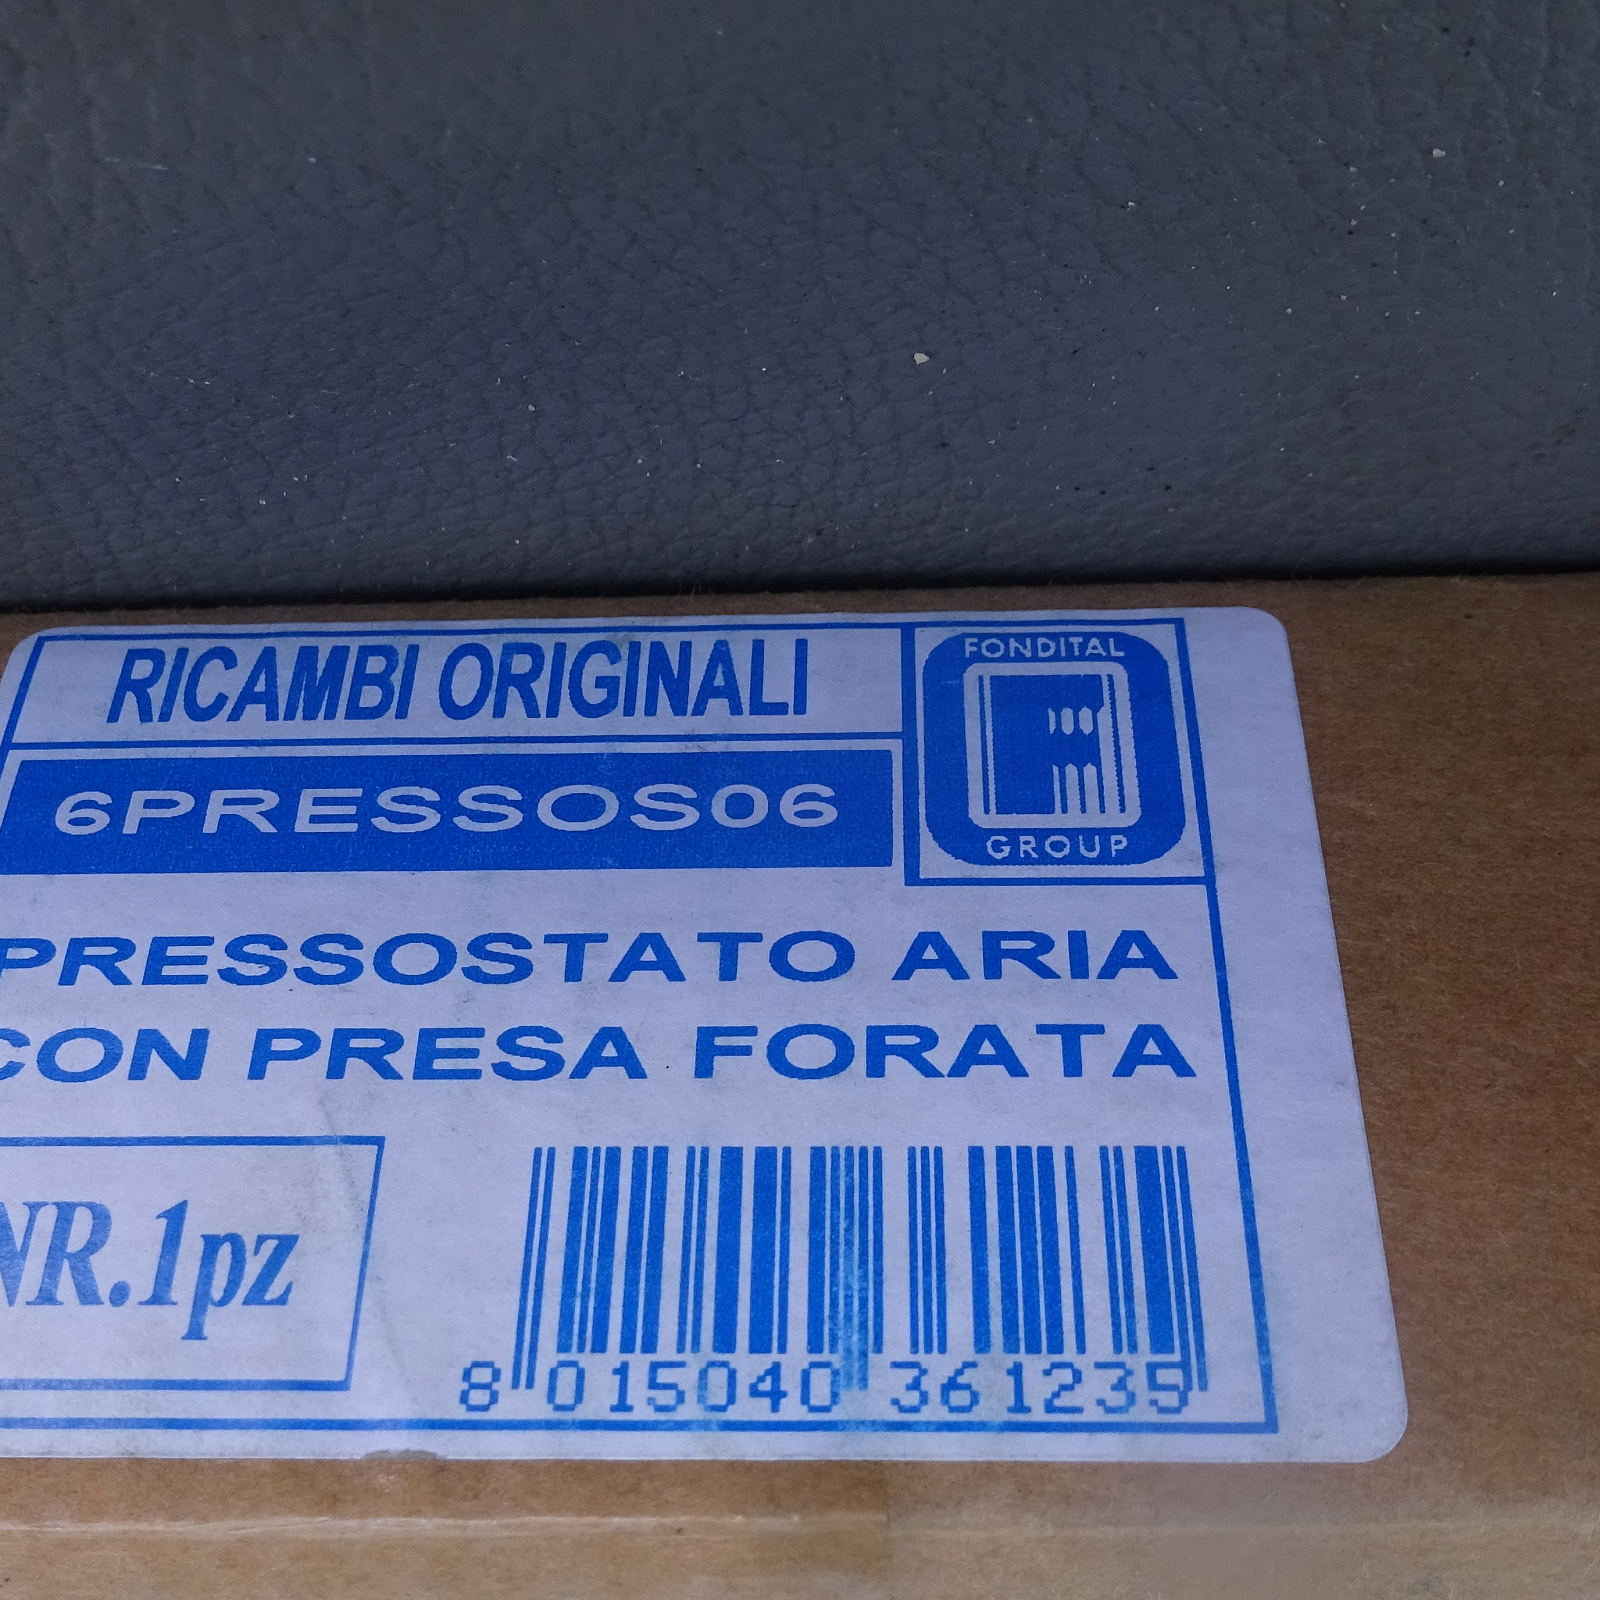 RICAMBI ORIGINALI
FONDITAL
GROUP
6PRESSOS06
PRESSOSTATO ARIA
CON PRESA FORATA
NR.1pz
8 015040 361235